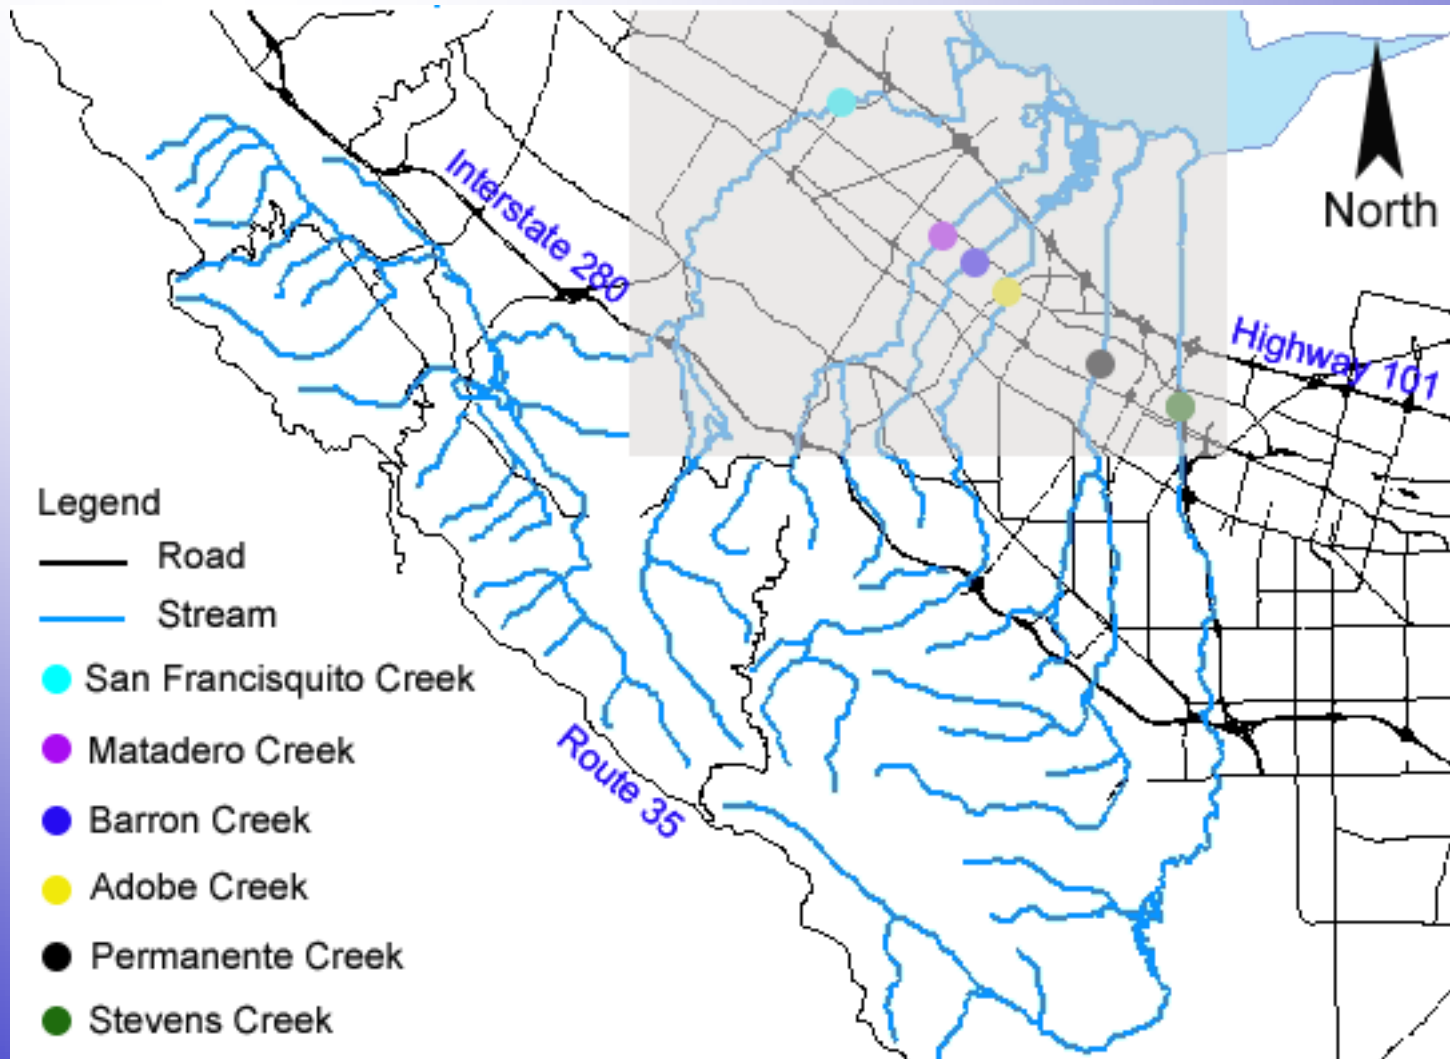 Interstate 280
North
Highway 101
Legend
Road
Stream
San Francisquito Creek
Matadero Creek
Route 35
Barron Creek
Adobe Creek
Permanente Creek
Stevens Creek